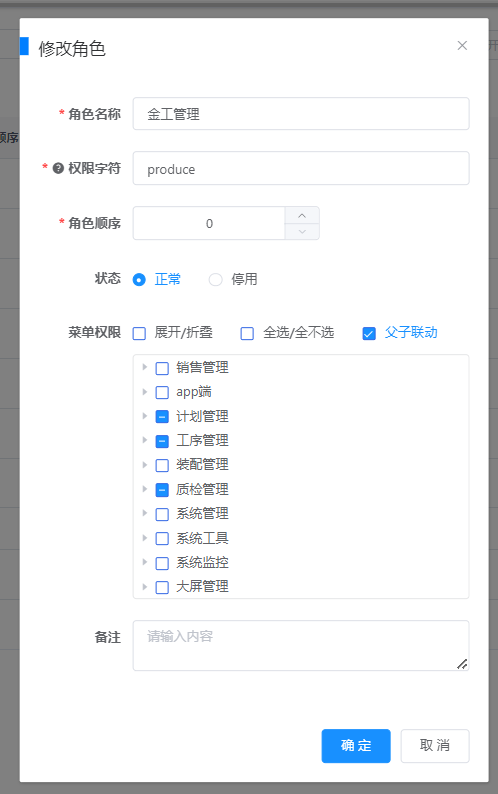 修改角色
顺序
* 角色名称 金工管理
* 权限字符 produce
* 角色顺序 0
状态 正常 停用
菜单权限 展开/折叠 全选/全不选 父子联动
销售管理
app端
计划管理
工序管理
装配管理
质检管理
系统管理
系统工具
系统监控
大屏管理
备注 请输入内容
确 定 取 消